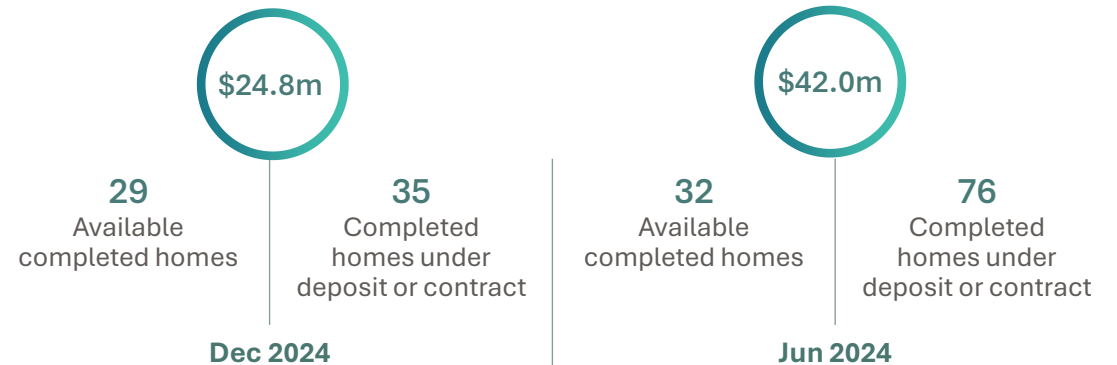 $24.8m
29
Available
completed homes
35
Completed
homes under
deposit or contract
Dec 2024
$42.0m
32
Available
completed homes
76
Completed
homes under
deposit or contract
Jun 2024